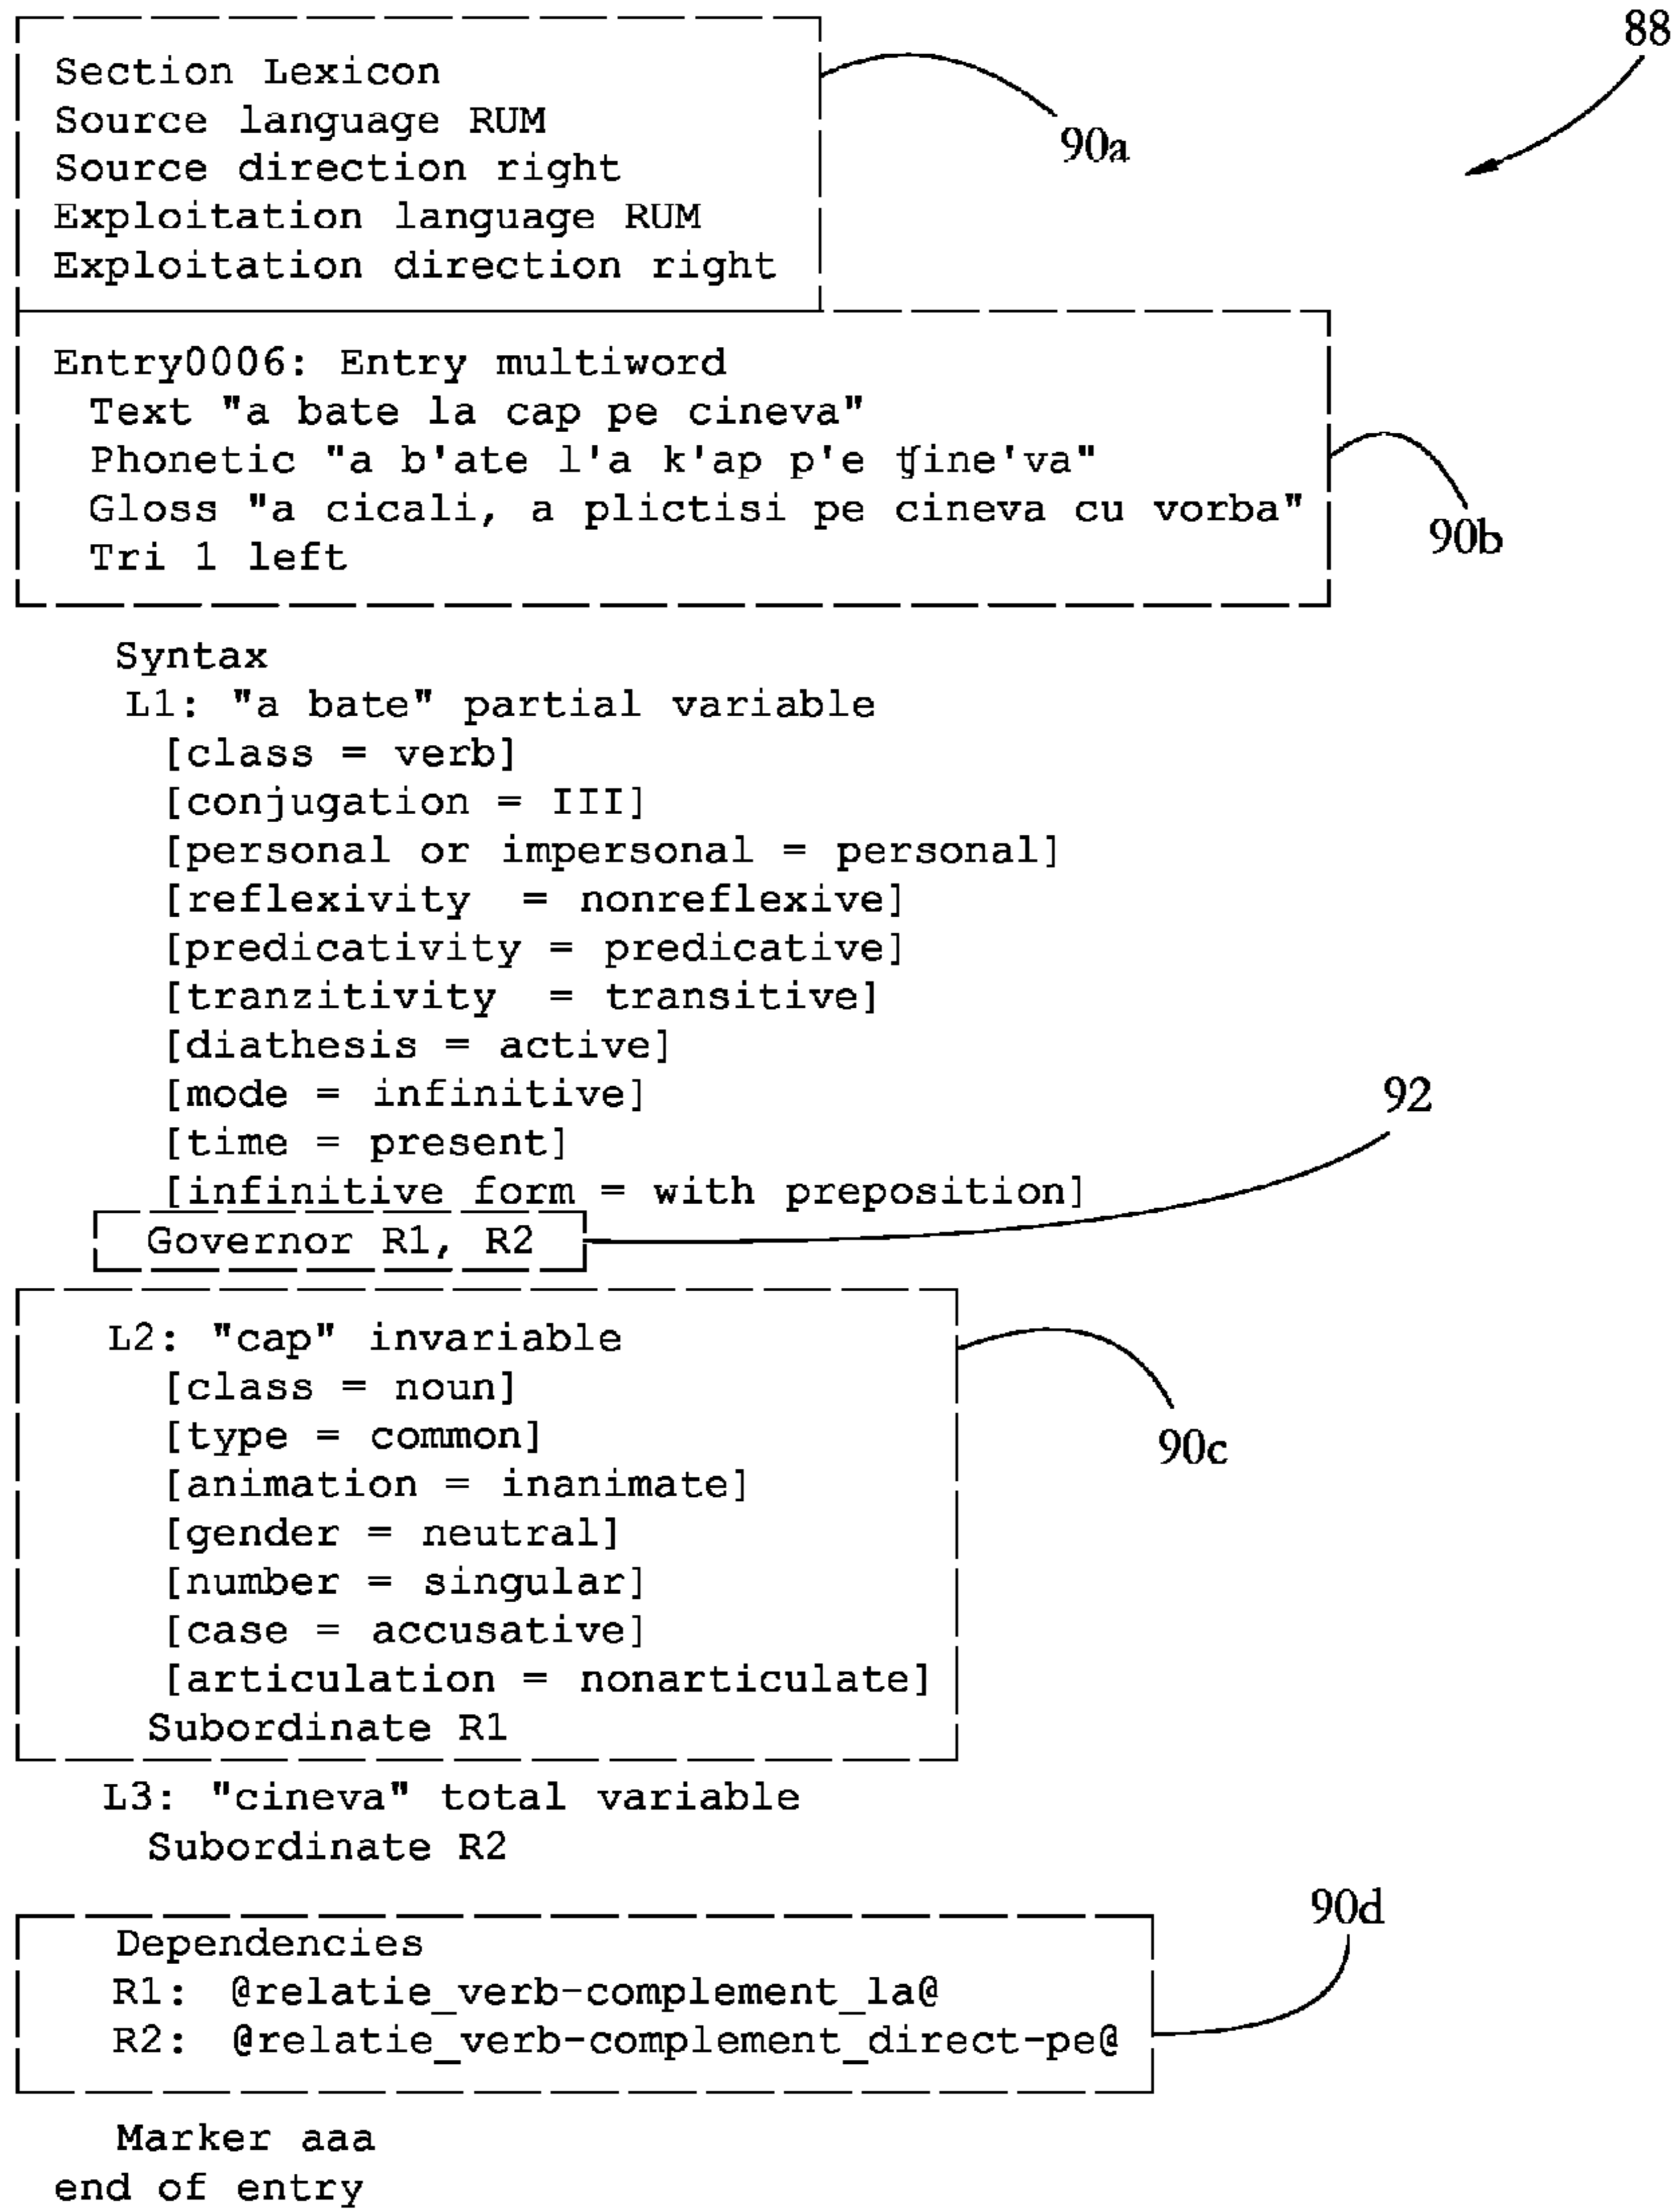 88
Section Lexicon
Source language RUM
Source direction right
Exploitation language RUM
Exploitation direction right
90a
Entry0006: Entry multiword
Text "a bate la cap pe cineva"
Phonetic "a b'ate l'a k'ap p'e ʧine'va"
Gloss "a cicali, a plictisi pe cineva cu vorba"
Tri 1 left
90b
Syntax
L1: "a bate" partial variable
[class = verb]
[conjugation = III]
[personal or impersonal = personal]
[reflexivity = nonreflexive]
[predicativity = predicative]
[tranzitivity = transitive]
[diathesis = active]
[mode = infinitive]
[time = present]
[infinitive form = with preposition]
92
Governor R1, R2
L2: "cap" invariable
[class = noun]
[type = common]
[animation = inanimate]
[gender = neutral]
[number = singular]
[case = accusative]
[articulation = nonarticulate]
Subordinate R1
90c
L3: "cineva" total variable
Subordinate R2
90d
Dependencies
R1: @relatie_verb-complement_la@
R2: @relatie_verb-complement_direct-pe@
Marker aaa
end of entry